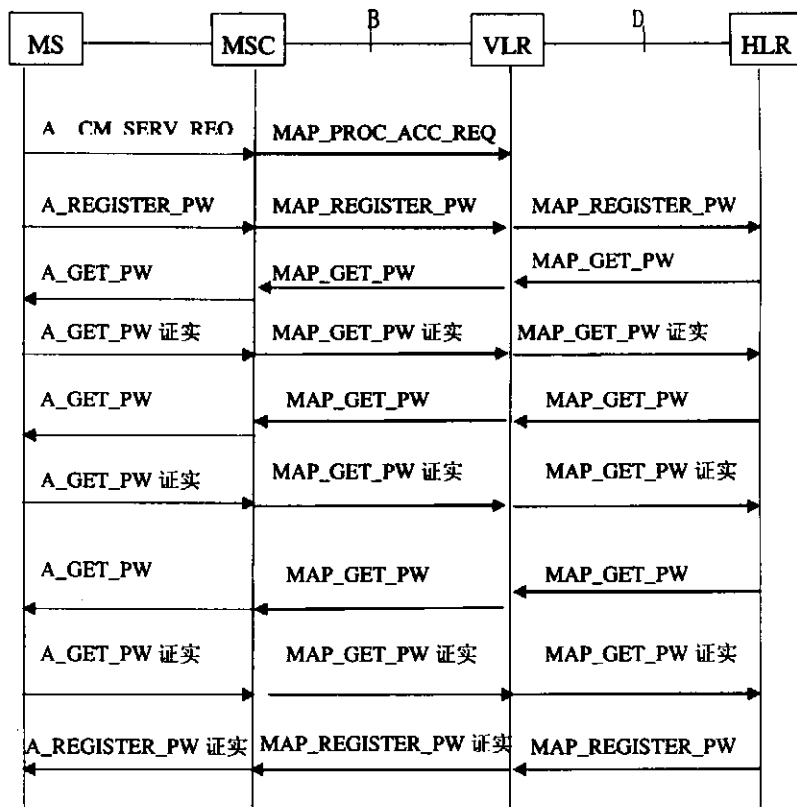 B D
MS MSC VLR HLR
A_CM_SERV_REQ MAP_PROC_ACC_REQ
A_REGISTER_PW MAP_REGISTER_PW MAP_REGISTER_PW
A_GET_PW MAP_GET_PW MAP_GET_PW
A_GET_PW 证实 MAP_GET_PW 证实 MAP_GET_PW 证实
A_GET_PW MAP_GET_PW MAP_GET_PW
A_GET_PW 证实 MAP_GET_PW 证实 MAP_GET_PW 证实
A_GET_PW MAP_GET_PW MAP_GET_PW
A_GET_PW 证实 MAP_GET_PW 证实 MAP_GET_PW 证实
A_REGISTER_PW 证实 MAP_REGISTER_PW 证实 MAP_REGISTER_PW